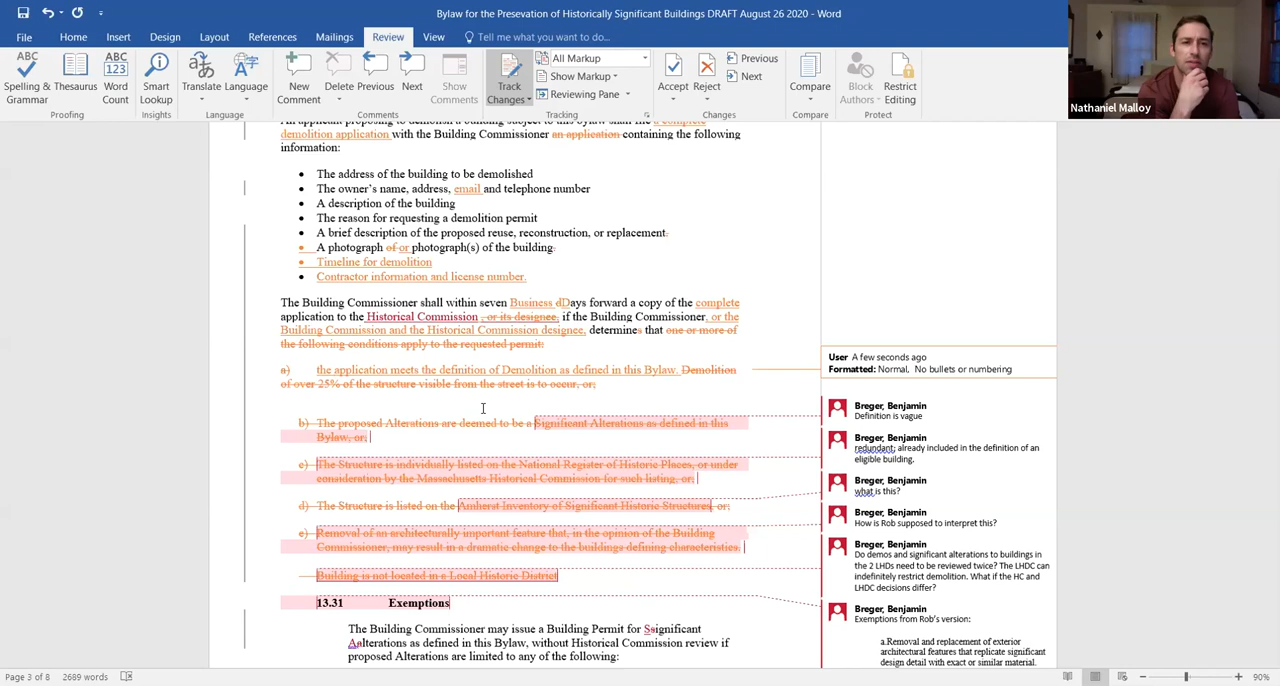 Bylaw for the Presevation of Historically Significant Buildings DRAFT August 26 2020 - Word
File Home Insert Design Layout References Mailings Review View Tell me what you want to do...
ABC ABC 123
Spelling & Grammar Thesaurus Word Count Smart Lookup Translate Language New Comment Delete Previous Next Show Comments Track Changes All Markup Show Markup Reviewing Pane Accept Reject Previous Next Compare Block Authors Restrict Editing
Proofing Insights Language Comments Tracking Changes Compare Protect
Nathaniel Malloy
An applicant proposing to demolish a building subject to this bylaw shall file a complete
demolition application with the Building Commissioner an application containing the following
information:
• The address of the building to be demolished
• The owner's name, address, email and telephone number
• A description of the building
• The reason for requesting a demolition permit
• A brief description of the proposed reuse, reconstruction, or replacement.
• A photograph of or photograph(s) of the building.
• Timeline for demolition
• Contractor information and license number.
The Building Commissioner shall within seven Business dDays forward a copy of the complete
application to the Historical Commission , or its designee, if the Building Commissioner, or the
Building Commission and the Historical Commission designee, determines that one or more of
the following conditions apply to the requested permit:
a) the application meets the definition of Demolition as defined in this Bylaw. Demolition
of over 25% of the structure visible from the street is to occur, or;
b) The proposed Alterations are deemed to be a Significant Alterations as defined in this
Bylaw, or;
c) The Structure is individually listed on the National Register of Historic Places, or under
consideration by the Massachusetts Historical Commission for such listing, or;
d) The Structure is listed on the Amherst Inventory of Significant Historic Structures, or;
e) Removal of an architecturally important feature that, in the opinion of the Building
Commissioner, may result in a dramatic change to the buildings defining characteristics.
Building is not located in a Local Historic District
13.31 Exemptions
The Building Commissioner may issue a Building Permit for Ssignificant
Aalterations as defined in this Bylaw, without Historical Commission review if
proposed Alterations are limited to any of the following:
User A few seconds ago
Formatted: Normal, No bullets or numbering
Breger, Benjamin
Definition is vague
Breger, Benjamin
redundant; already included in the definition of an
eligible building.
Breger, Benjamin
what is this?
Breger, Benjamin
How is Rob supposed to interpret this?
Breger, Benjamin
Do demos and significant alterations to buildings in
the 2 LHDs need to be reviewed twice? The LHDC can
indefinitely restrict demolition. What if the HC and
LHDC decisions differ?
Breger, Benjamin
Exemptions from Rob's version:
a.Removal and replacement of exterior
architectural features that replicate significant
design detail with exact or similar material.
Page 3 of 8 2689 words 90%